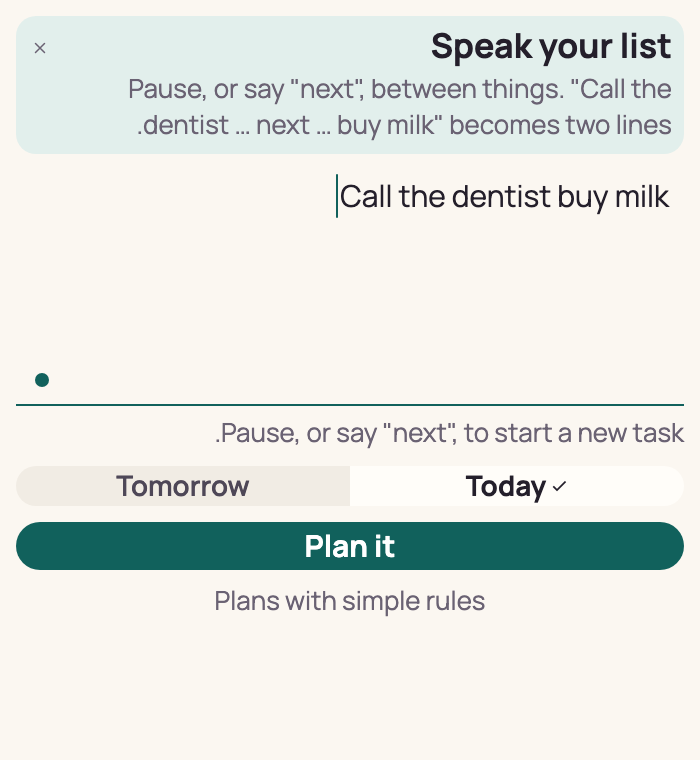 Speak your list
Pause, or say "next", between things. "Call the
dentist … next … buy milk" becomes two lines.
Call the dentist buy milk
Pause, or say "next", to start a new task.
Today
Tomorrow
Plan it
Plans with simple rules